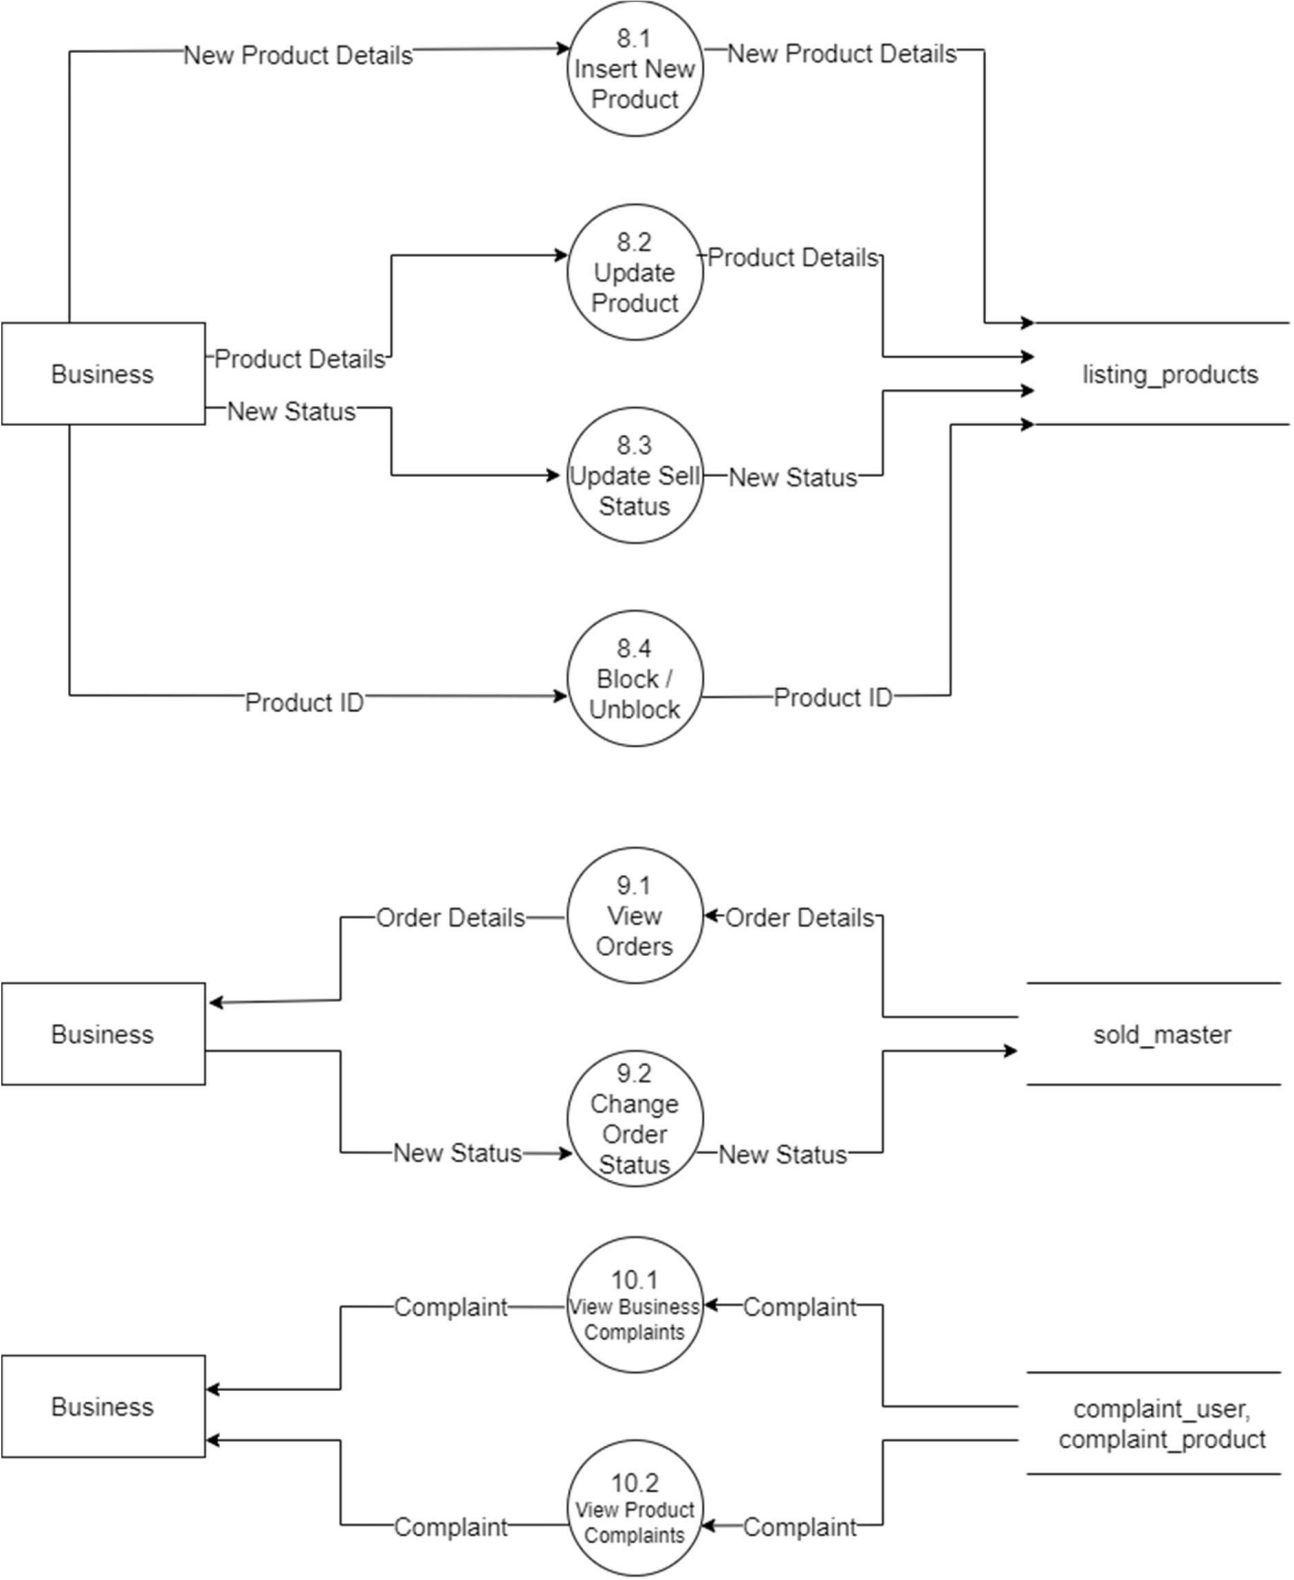 New Product Details
8.1
Insert New
Product
New Product Details
8.2
Update
Product
Product Details
Business
Product Details
New Status
listing_products
8.3
Update Sell
Status
New Status
8.4
Block /
Unblock
Product ID
Product ID
9.1
View
Orders
Order Details
Order Details
Business
sold_master
9.2
Change
Order
Status
New Status
New Status
10.1
View Business
Complaints
Complaint
Complaint
Business
complaint_user,
complaint_product
10.2
View Product
Complaints
Complaint
Complaint